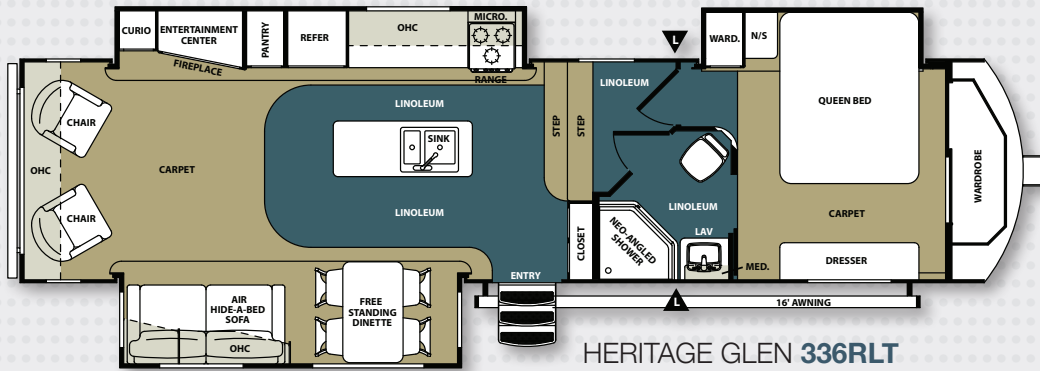 CURIO
ENTERTAINMENT
CENTER
FIREPLACE
PANTRY
REFER
OHC
MICRO.
RANGE
L
WARD.
N/S
QUEEN BED
WARDROBE
LINOLEUM
STEP
STEP
LINOLEUM
SINK
CHAIR
OHC
CARPET
CHAIR
LINOLEUM
LINOLEUM
LAV
CARPET
CLOSET
NEO-ANGLED
SHOWER
MED.
DRESSER
ENTRY
AIR
HIDE-A-BED
SOFA
OHC
FREE
STANDING
DINETTE
L
16' AWNING
HERITAGE GLEN 336RLT